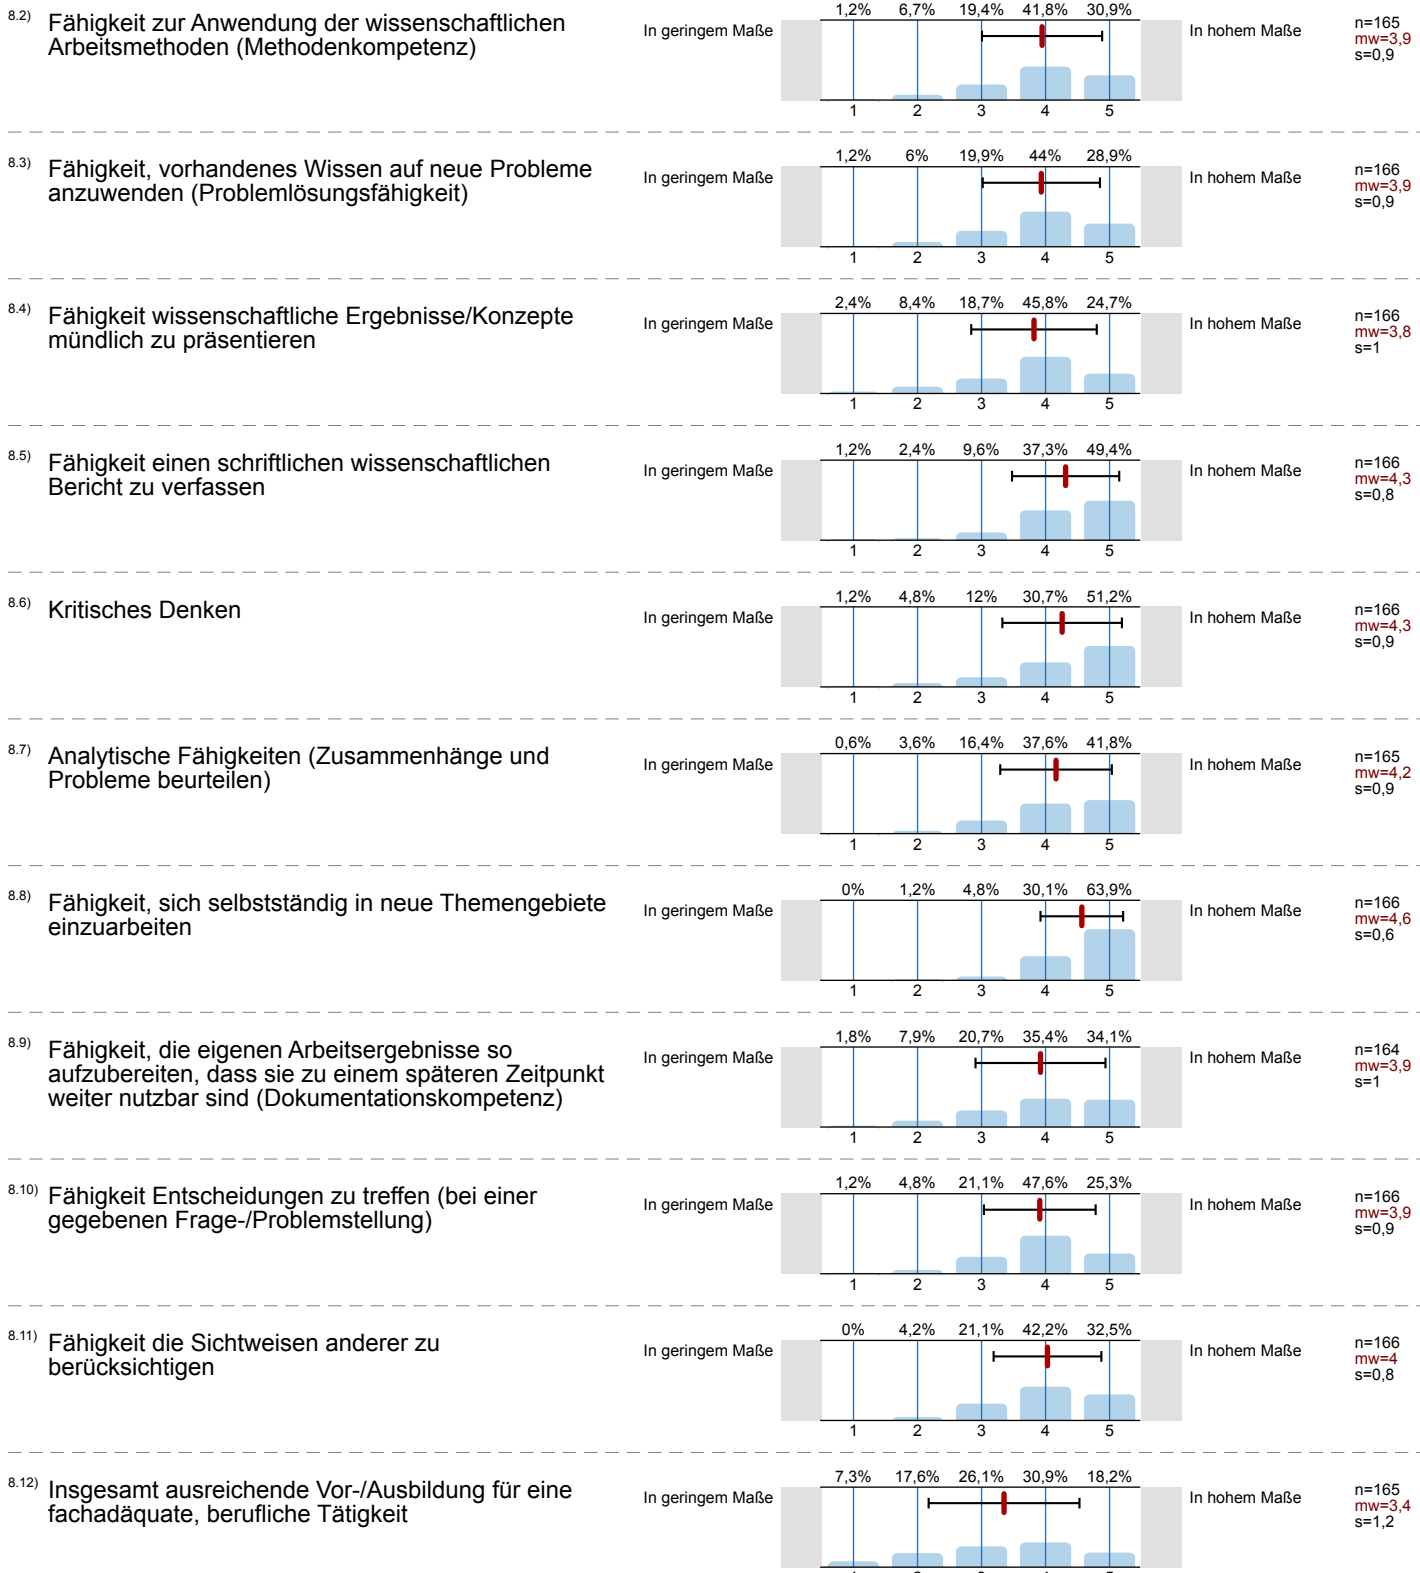 8.2) Fähigkeit zur Anwendung der wissenschaftlichen
Arbeitsmethoden (Methodenkompetenz)
In geringem Maße
1,2% 6,7% 19,4% 41,8% 30,9%
1 2 3 4 5
In hohem Maße
n=165
mw=3,9
s=0,9
8.3) Fähigkeit, vorhandenes Wissen auf neue Probleme
anzuwenden (Problemlösungsfähigkeit)
In geringem Maße
1,2% 6% 19,9% 44% 28,9%
1 2 3 4 5
In hohem Maße
n=166
mw=3,9
s=0,9
8.4) Fähigkeit wissenschaftliche Ergebnisse/Konzepte
mündlich zu präsentieren
In geringem Maße
2,4% 8,4% 18,7% 45,8% 24,7%
1 2 3 4 5
In hohem Maße
n=166
mw=3,8
s=1
8.5) Fähigkeit einen schriftlichen wissenschaftlichen
Bericht zu verfassen
In geringem Maße
1,2% 2,4% 9,6% 37,3% 49,4%
1 2 3 4 5
In hohem Maße
n=166
mw=4,3
s=0,8
8.6) Kritisches Denken
In geringem Maße
1,2% 4,8% 12% 30,7% 51,2%
1 2 3 4 5
In hohem Maße
n=166
mw=4,3
s=0,9
8.7) Analytische Fähigkeiten (Zusammenhänge und
Probleme beurteilen)
In geringem Maße
0,6% 3,6% 16,4% 37,6% 41,8%
1 2 3 4 5
In hohem Maße
n=165
mw=4,2
s=0,9
8.8) Fähigkeit, sich selbstständig in neue Themengebiete
einzuarbeiten
In geringem Maße
0% 1,2% 4,8% 30,1% 63,9%
1 2 3 4 5
In hohem Maße
n=166
mw=4,6
s=0,6
8.9) Fähigkeit, die eigenen Arbeitsergebnisse so
aufzubereiten, dass sie zu einem späteren Zeitpunkt
weiter nutzbar sind (Dokumentationskompetenz)
In geringem Maße
1,8% 7,9% 20,7% 35,4% 34,1%
1 2 3 4 5
In hohem Maße
n=164
mw=3,9
s=1
8.10) Fähigkeit Entscheidungen zu treffen (bei einer
gegebenen Frage-/Problemstellung)
In geringem Maße
1,2% 4,8% 21,1% 47,6% 25,3%
1 2 3 4 5
In hohem Maße
n=166
mw=3,9
s=0,9
8.11) Fähigkeit die Sichtweisen anderer zu
berücksichtigen
In geringem Maße
0% 4,2% 21,1% 42,2% 32,5%
1 2 3 4 5
In hohem Maße
n=166
mw=4
s=0,8
8.12) Insgesamt ausreichende Vor-/Ausbildung für eine
fachadäquate, berufliche Tätigkeit
In geringem Maße
7,3% 17,6% 26,1% 30,9% 18,2%
In hohem Maße
n=165
mw=3,4
s=1,2